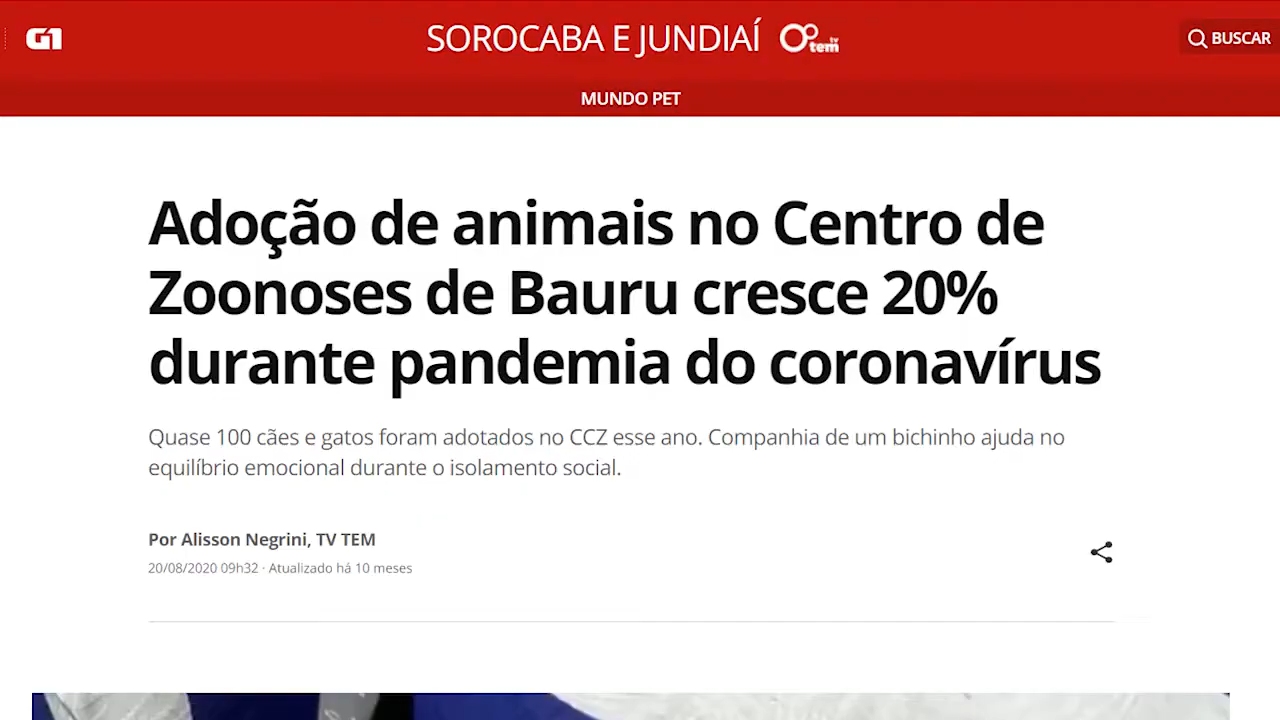 G1
SOROCABA E JUNDIAÍ
tv tem
BUSCAR
MUNDO PET
Adoção de animais no Centro de
Zoonoses de Bauru cresce 20%
durante pandemia do coronavírus
Quase 100 cães e gatos foram adotados no CCZ esse ano. Companhia de um bichinho ajuda no
equilíbrio emocional durante o isolamento social.
Por Alisson Negrini, TV TEM
20/08/2020 09h32 · Atualizado há 10 meses